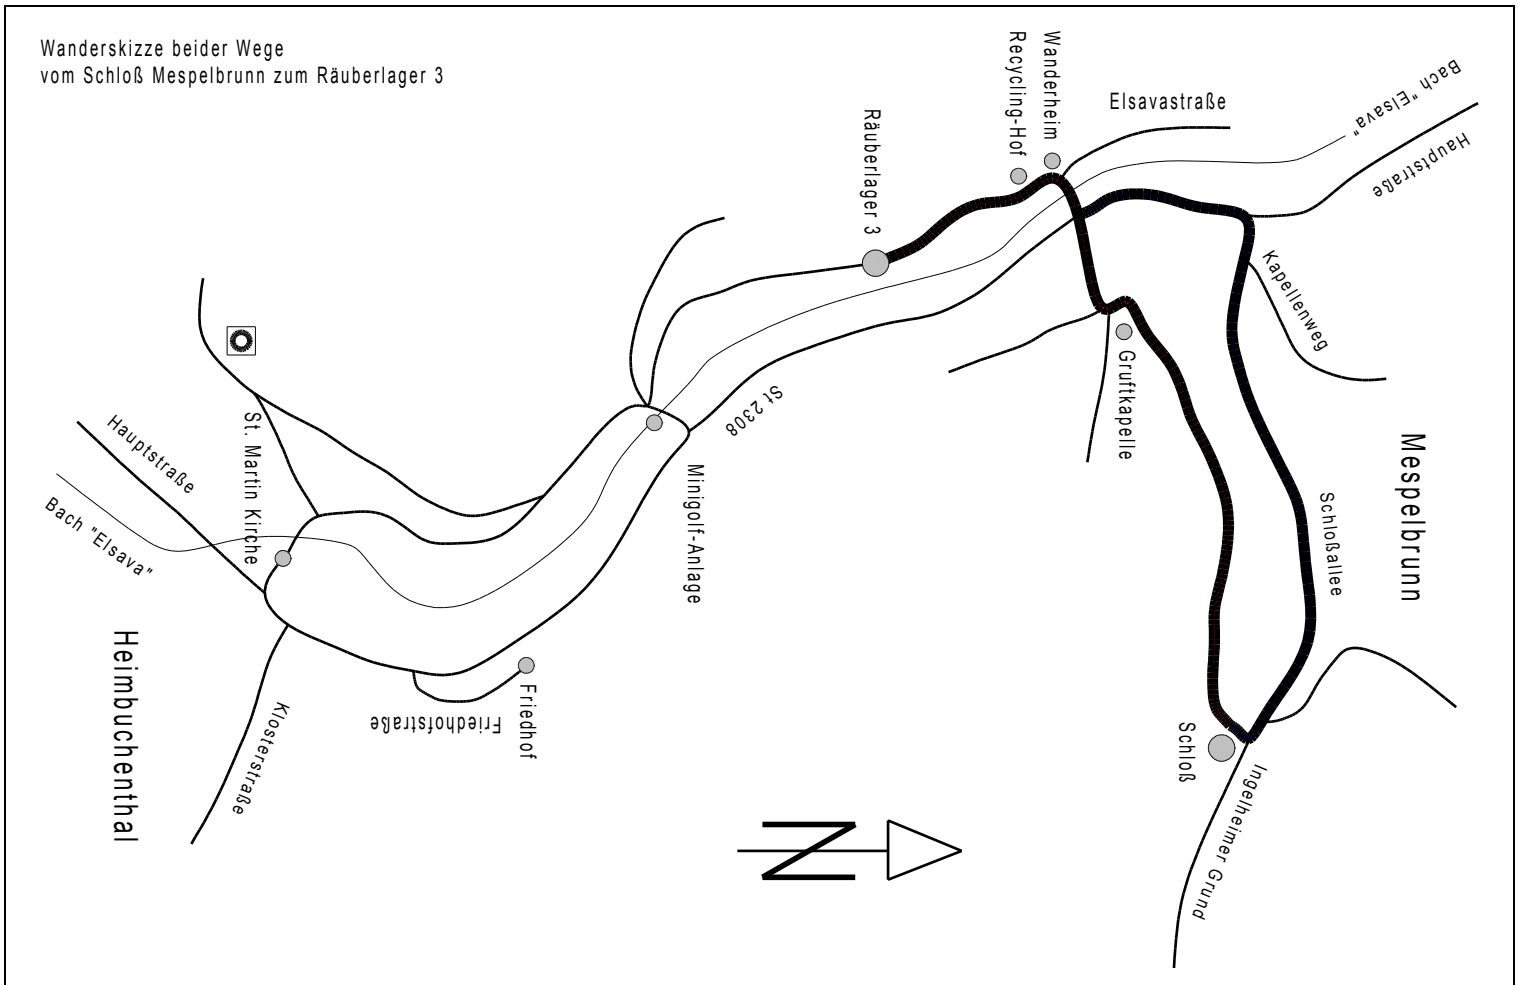 Wanderskizze beider Wege
vom Schloß Mespelbrunn zum Räuberlager 3
Räuberlager 3
Recycling-Hof
Wanderheim
Elsavastraße
Bach "Elsava"
Hauptstraße
Kapellenweg
Gruftkapelle
St 2308
Minigolf-Anlage
Hauptstraße
St. Martin Kirche
Bach "Elsava"
Mespelbrunn
Schloßallee
Heimbuchenthal
Klosterstraße
Friedhofstraße
Friedhof
Schloß
Ingelheimer Grund
N